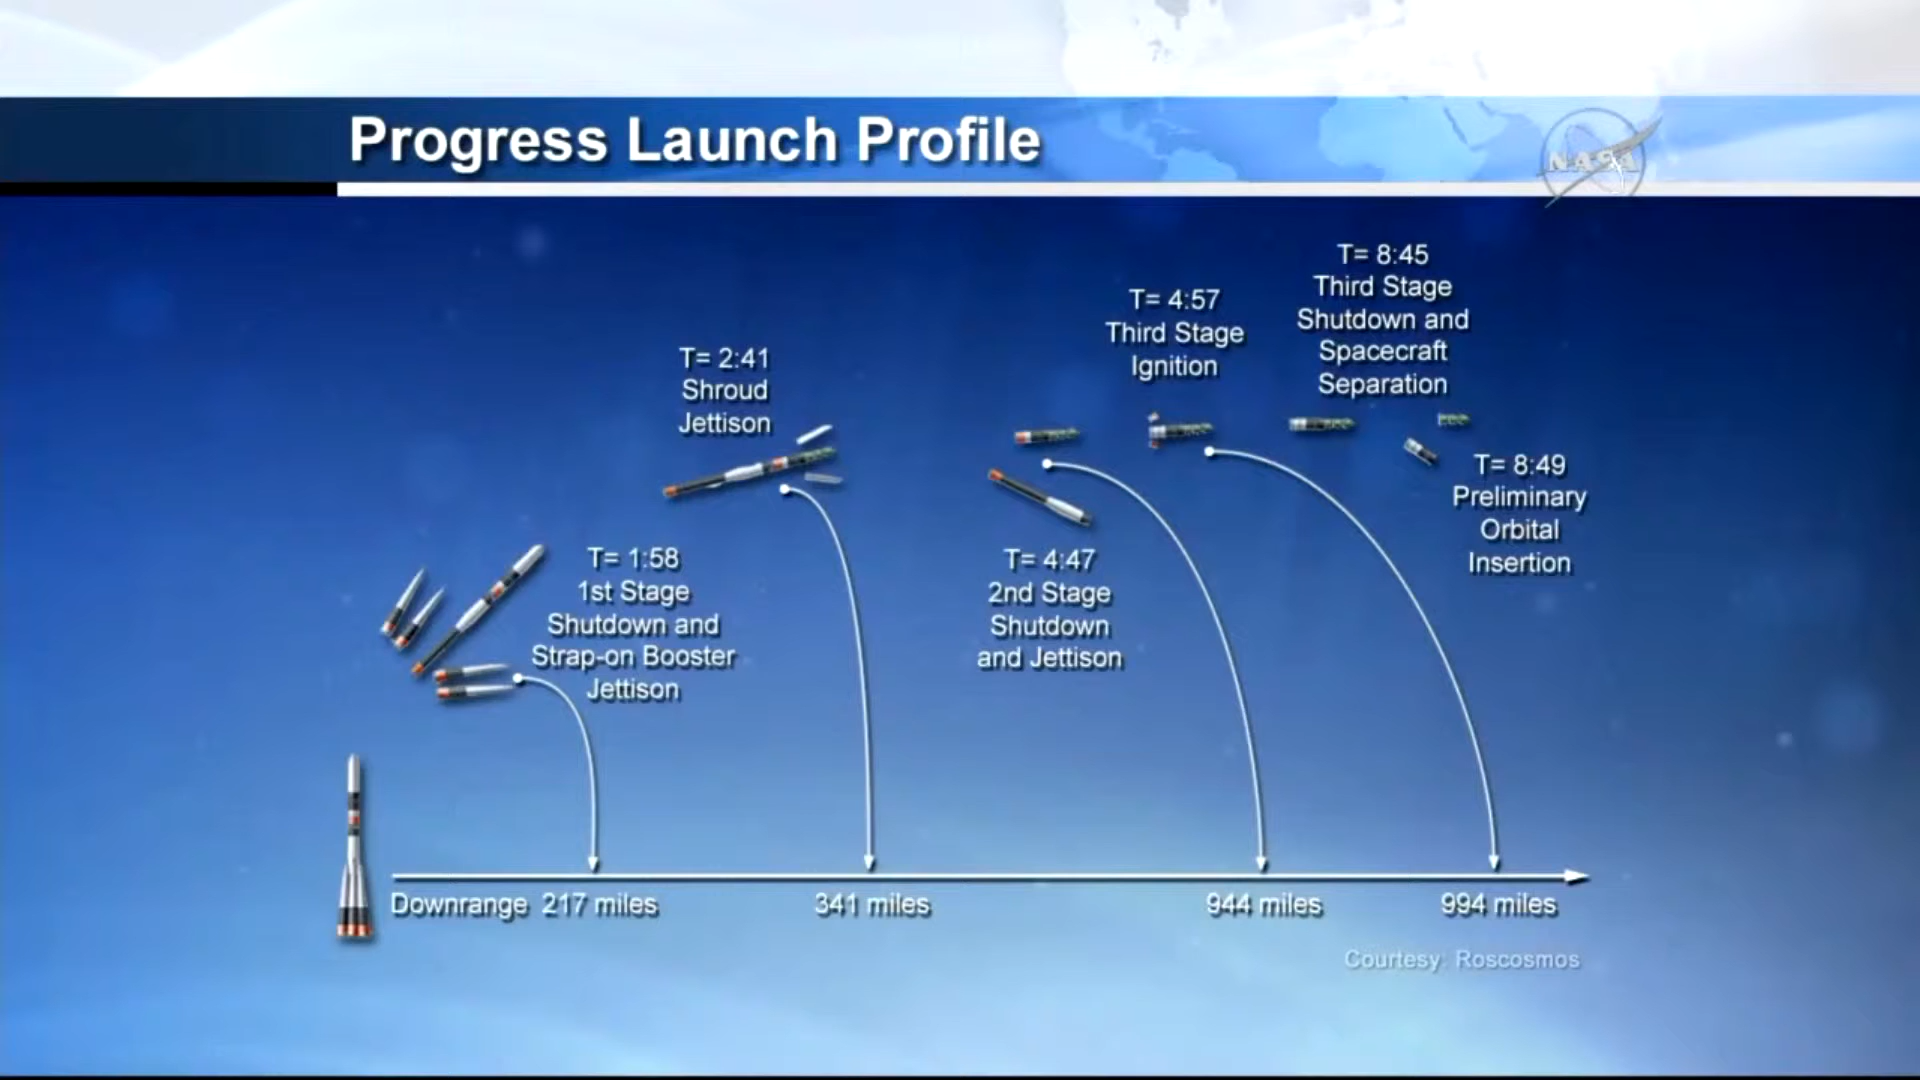 Progress Launch Profile
NASA
T= 8:45
Third Stage
Shutdown and
Spacecraft
Separation
T= 4:57
Third Stage
Ignition
T= 2:41
Shroud
Jettison
T= 8:49
Preliminary
Orbital
Insertion
T= 1:58
1st Stage
Shutdown and
Strap-on Booster
Jettison
T= 4:47
2nd Stage
Shutdown
and Jettison
Downrange 217 miles
341 miles
944 miles
994 miles
Courtesy: Roscosmos